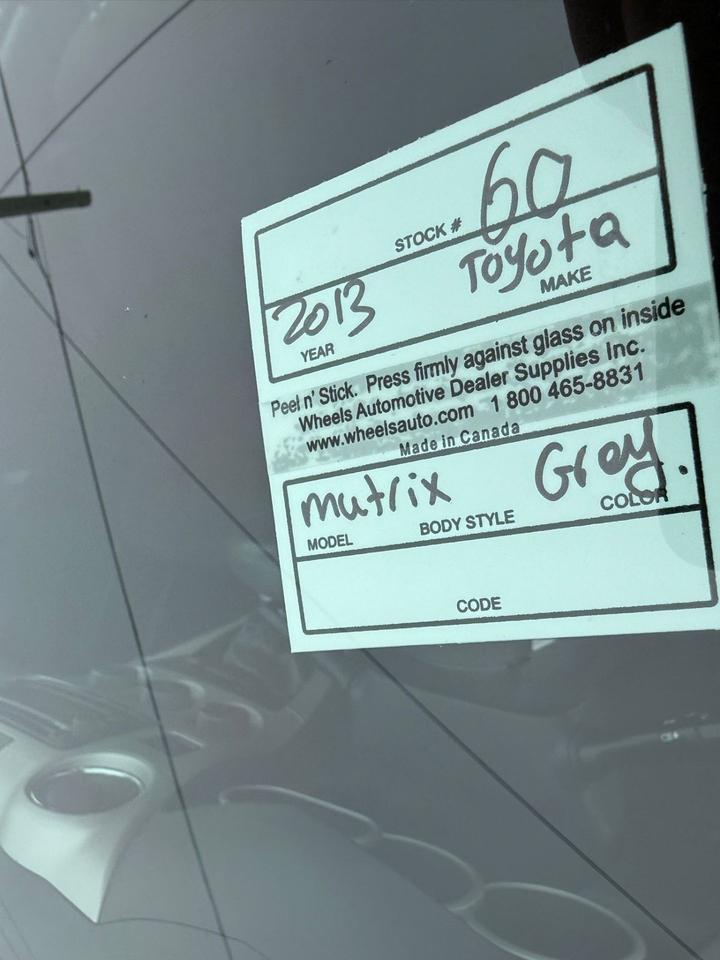 STOCK # 60
2013 Toyota
YEAR MAKE
Peel n' Stick. Press firmly against glass on inside
Wheels Automotive Dealer Supplies Inc.
www.wheelsauto.com 1 800 465-8831
Made in Canada
matrix Grey.
MODEL BODY STYLE COLOR
CODE